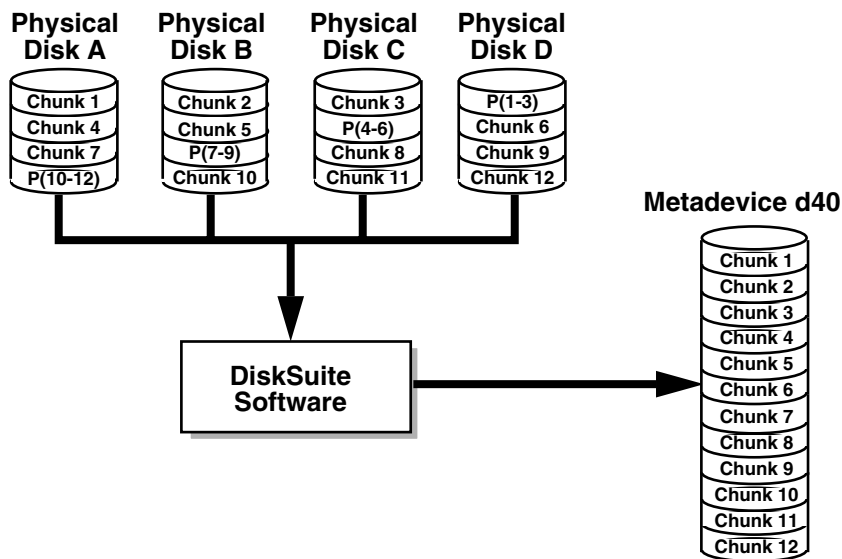 Physical
Disk A
Physical
Disk B
Physical
Disk C
Physical
Disk D
Chunk 1
Chunk 4
Chunk 7
P(10-12)
Chunk 2
Chunk 5
P(7-9)
Chunk 10
Chunk 3
P(4-6)
Chunk 8
Chunk 11
P(1-3)
Chunk 6
Chunk 9
Chunk 12
DiskSuite
Software
Metadevice d40
Chunk 1
Chunk 2
Chunk 3
Chunk 4
Chunk 5
Chunk 6
Chunk 7
Chunk 8
Chunk 9
Chunk 10
Chunk 11
Chunk 12